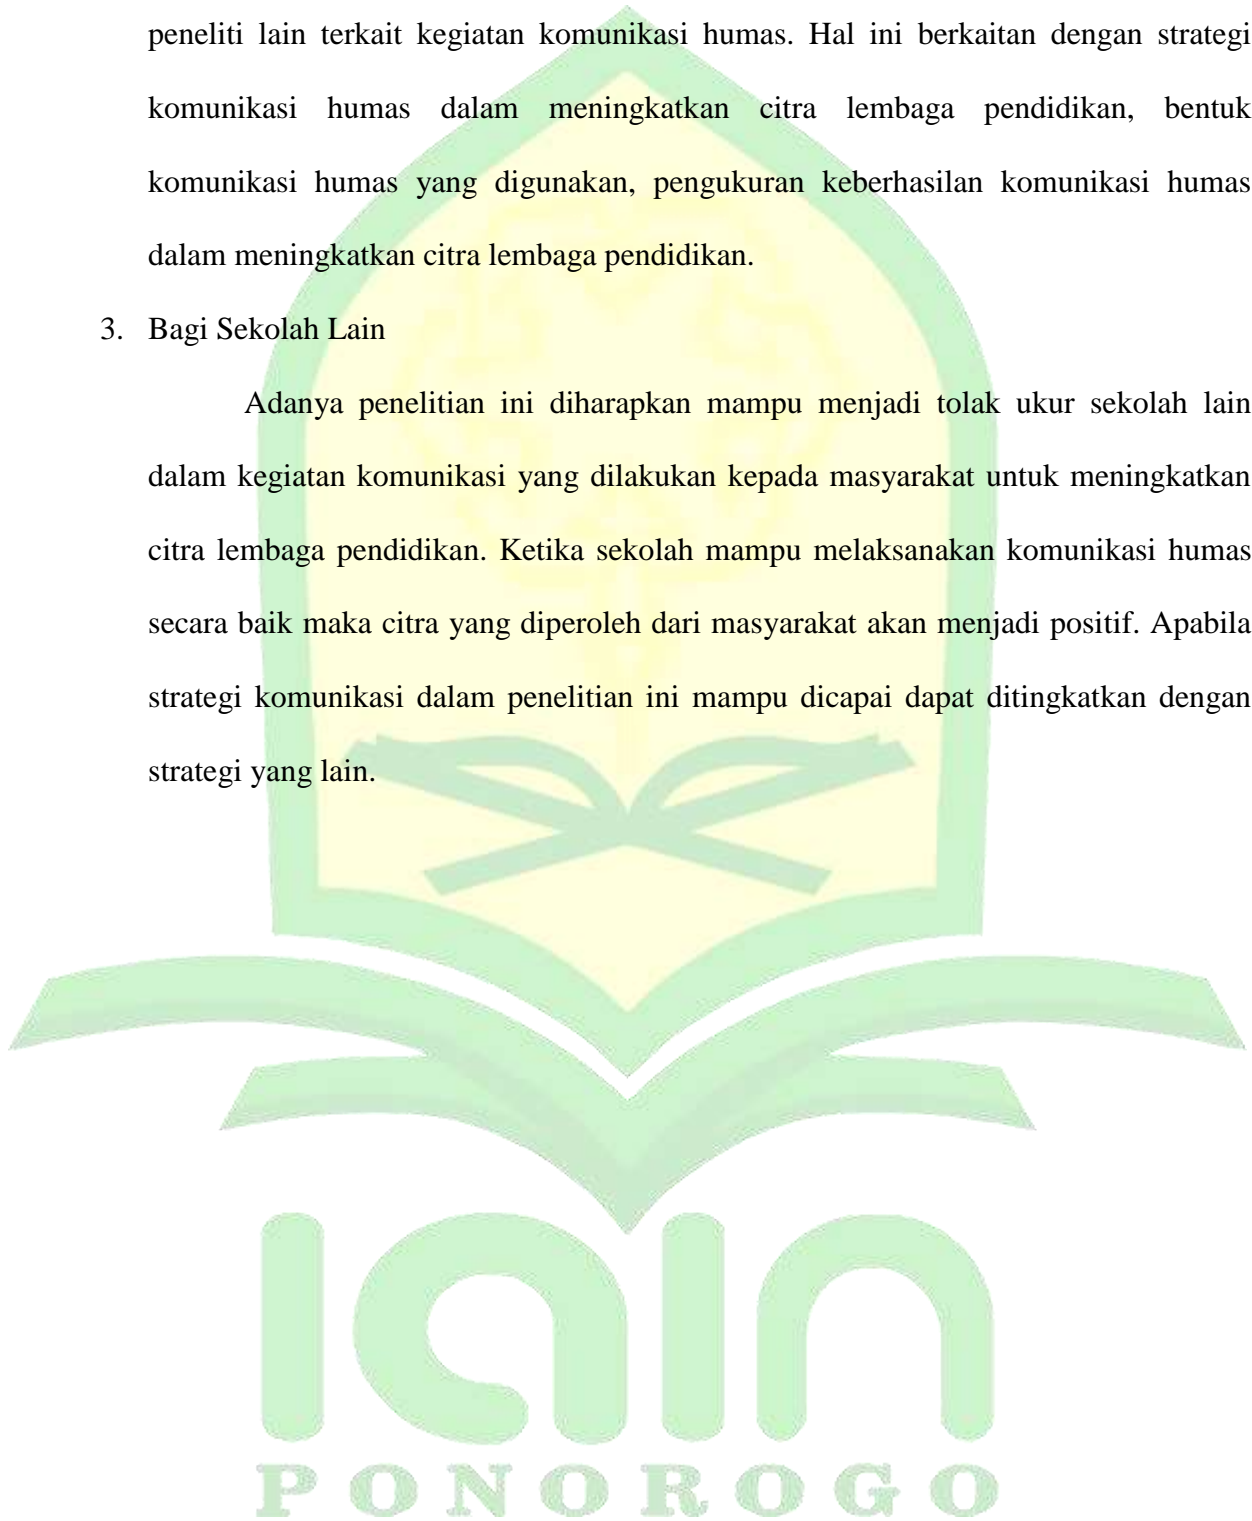 peneliti lain terkait kegiatan komunikasi humas. Hal ini berkaitan dengan strategi
komunikasi humas dalam meningkatkan citra lembaga pendidikan, bentuk
komunikasi humas yang digunakan, pengukuran keberhasilan komunikasi humas
dalam meningkatkan citra lembaga pendidikan.
3. Bagi Sekolah Lain
Adanya penelitian ini diharapkan mampu menjadi tolak ukur sekolah lain
dalam kegiatan komunikasi yang dilakukan kepada masyarakat untuk meningkatkan
citra lembaga pendidikan. Ketika sekolah mampu melaksanakan komunikasi humas
secara baik maka citra yang diperoleh dari masyarakat akan menjadi positif. Apabila
strategi komunikasi dalam penelitian ini mampu dicapai dapat ditingkatkan dengan
strategi yang lain.
IAIN
PONOROGO